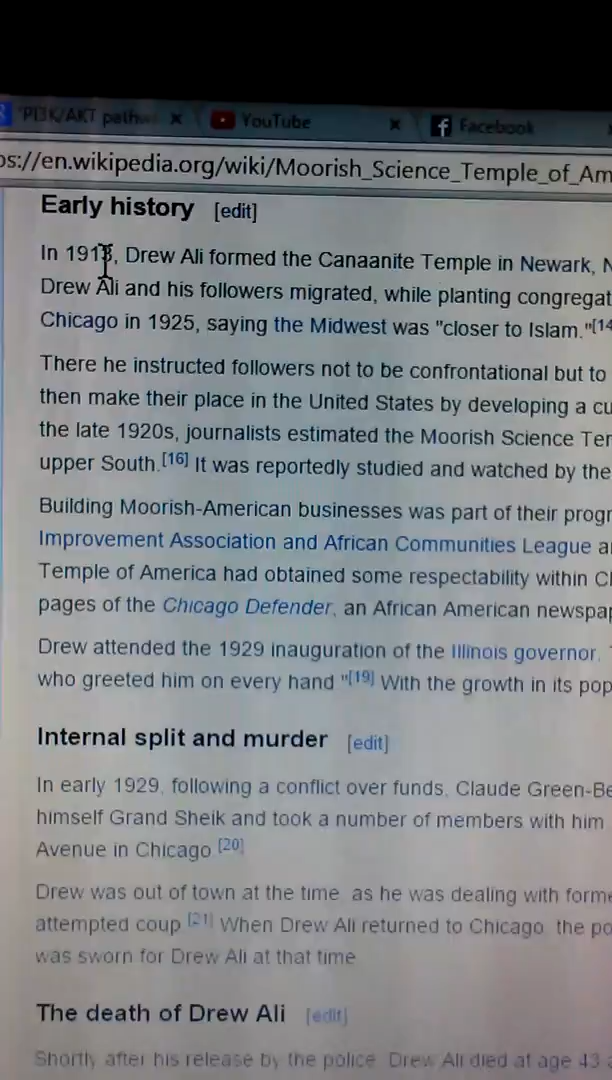 "PI3K/AKT pathw
YouTube
Facebook
ps://en.wikipedia.org/wiki/Moorish_Science_Temple_of_Am
Early history [edit]
In 1913, Drew Ali formed the Canaanite Temple in Newark, N
Drew Ali and his followers migrated, while planting congregat
Chicago in 1925, saying the Midwest was "closer to Islam."[14
There he instructed followers not to be confrontational but to
then make their place in the United States by developing a cu
the late 1920s, journalists estimated the Moorish Science Ter
upper South.[16] It was reportedly studied and watched by the
Building Moorish-American businesses was part of their progr
Improvement Association and African Communities League a
Temple of America had obtained some respectability within Cl
pages of the Chicago Defender, an African American newspap
Drew attended the 1929 inauguration of the Illinois governor.
who greeted him on every hand "[19] With the growth in its pop
Internal split and murder [edit]
In early 1929, following a conflict over funds, Claude Green-Be
himself Grand Sheik and took a number of members with him
Avenue in Chicago [20]
Drew was out of town at the time as he was dealing with forme
attempted coup [21] When Drew Ali returned to Chicago the po
was sworn for Drew Ali at that time
The death of Drew Ali [edit]
Shortly after his release by the police Drew Ali died at age 43